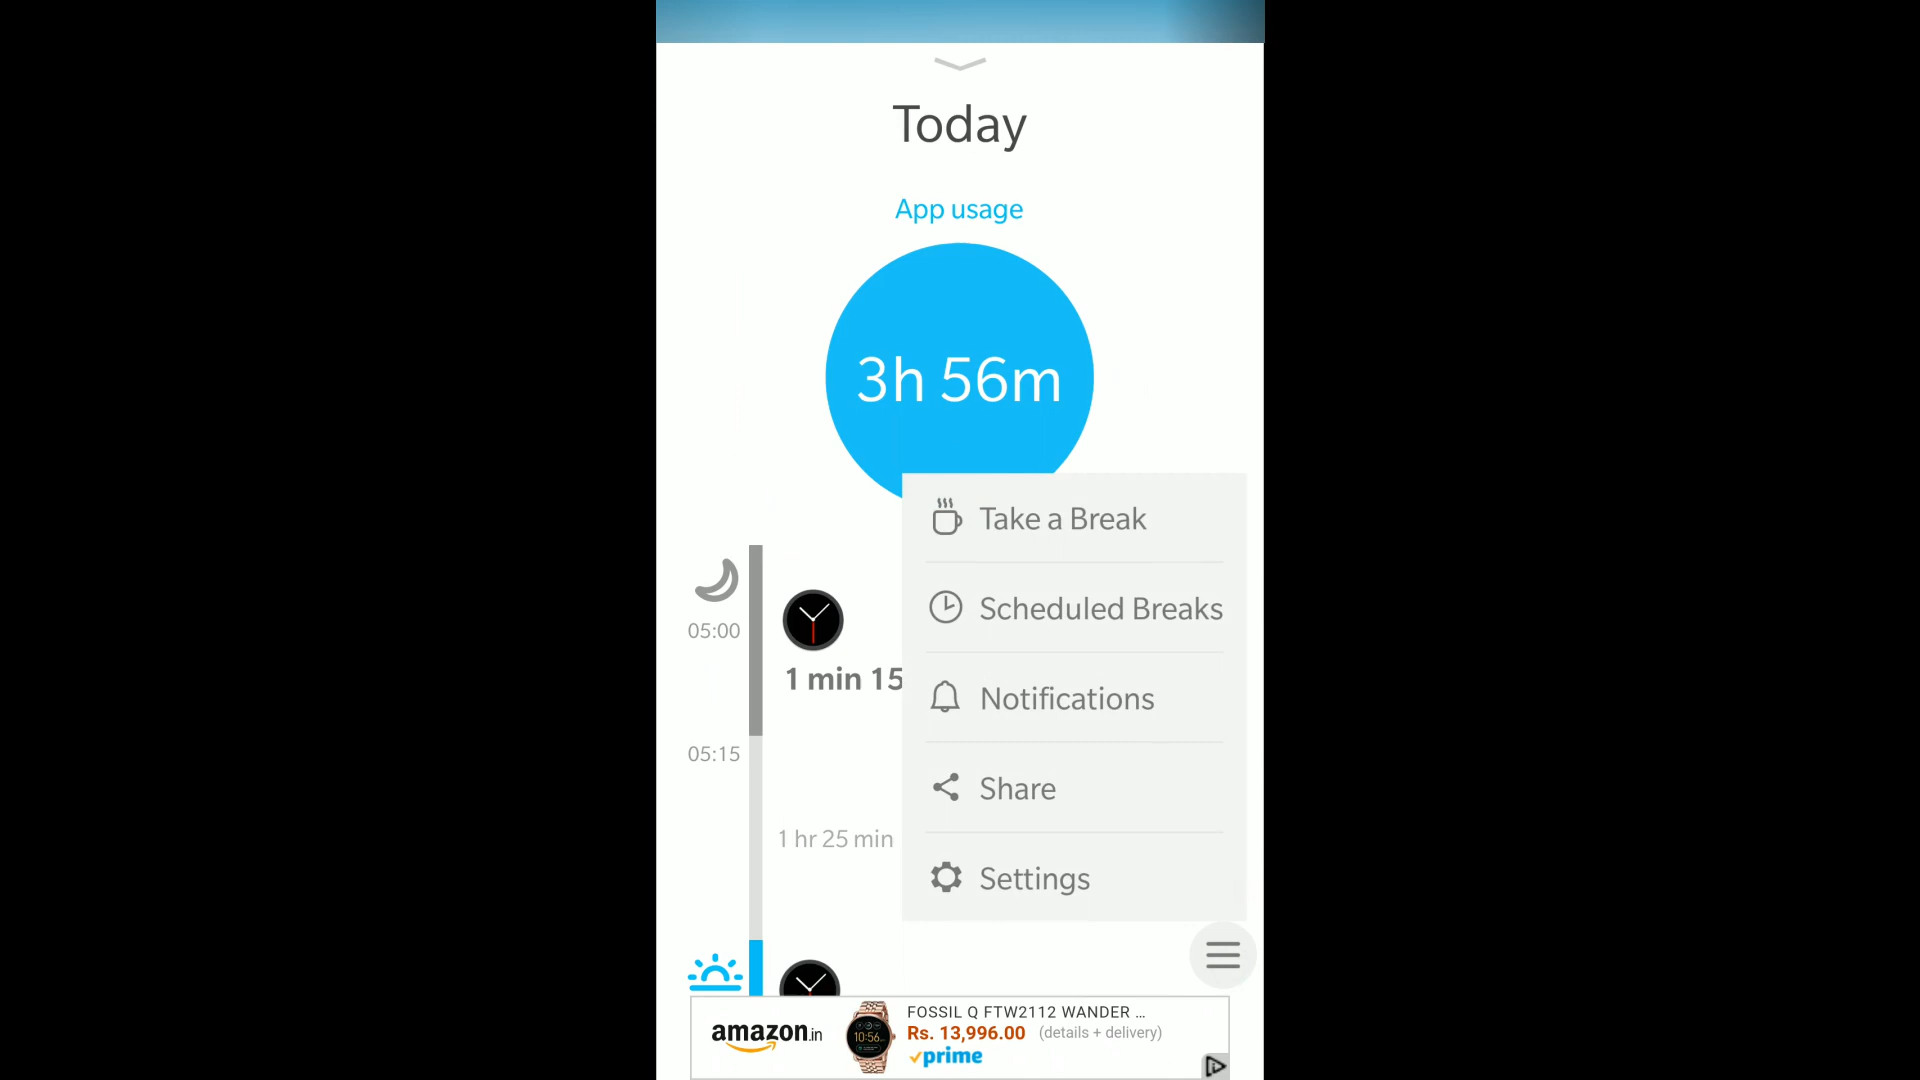 Today
App usage
3h 56m
Take a Break
05:00
Scheduled Breaks
1 min 15
Notifications
05:15
Share
1 hr 25 min
Settings
amazon.in
10:56
FOSSIL Q FTW2112 WANDER ...
Rs. 13,996.00 (details + delivery)
prime